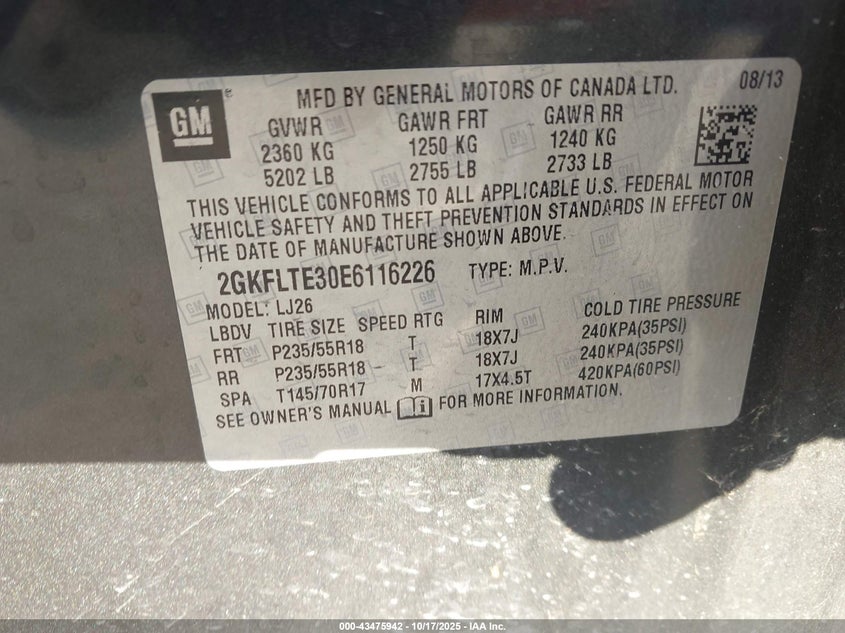 GM®
MFD BY GENERAL MOTORS OF CANADA LTD. 08/13
GVWR GAWR FRT GAWR RR
2360 KG 1250 KG 1240 KG
5202 LB 2755 LB 2733 LB
THIS VEHICLE CONFORMS TO ALL APPLICABLE U.S. FEDERAL MOTOR
VEHICLE SAFETY AND THEFT PREVENTION STANDARDS IN EFFECT ON
THE DATE OF MANUFACTURE SHOWN ABOVE.
2GKFLTE30E6116226 TYPE: M.P.V.
MODEL: LJ26
LBDV TIRE SIZE SPEED RTG RIM COLD TIRE PRESSURE
FRT P235/55R18 T 18X7J 240KPA(35PSI)
RR P235/55R18 T 18X7J 240KPA(35PSI)
SPA T145/70R17 M 17X4.5T 420KPA(60PSI)
SEE OWNER'S MANUAL FOR MORE INFORMATION.
000-43475942 | 10/17/2025 - IAA Inc.